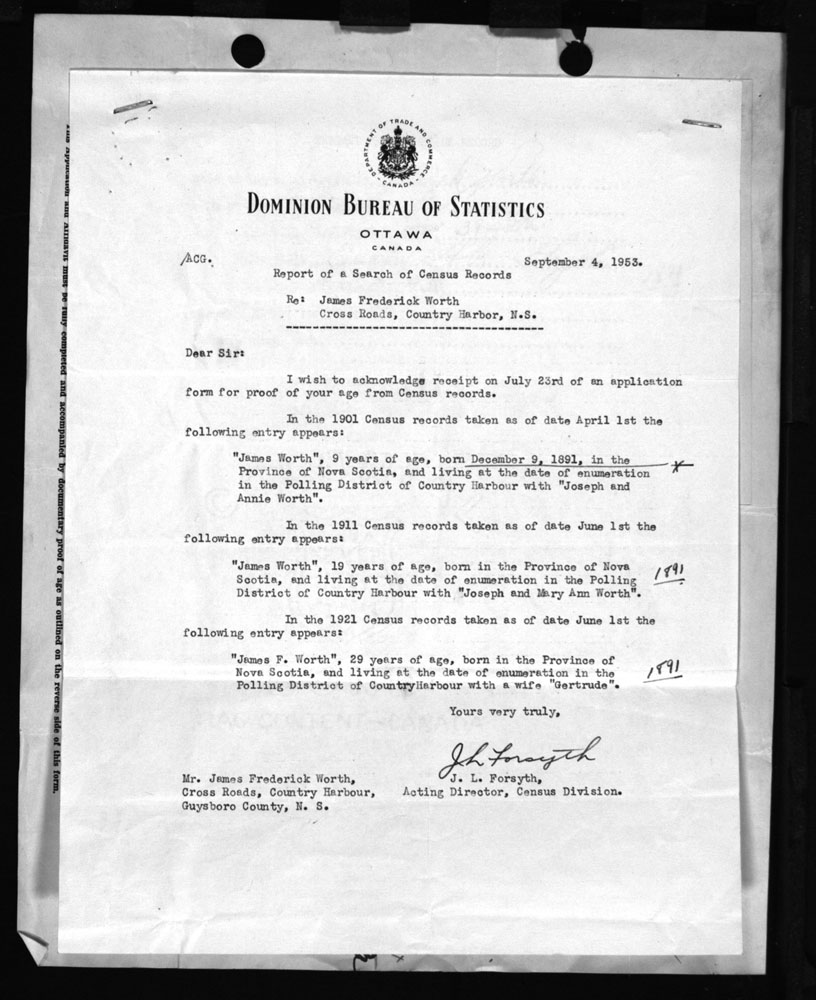 DEPARTMENT OF TRADE AND COMMERCE
CANADA
DOMINION BUREAU OF STATISTICS
OTTAWA
CANADA
/ACG.
September 4, 1953.
Report of a Search of Census Records
Re: James Frederick Worth
Cross Roads, Country Harbor, N.S.
Dear Sir:
I wish to acknowledge receipt on July 23rd of an application
form for proof of your age from Census records.
In the 1901 Census records taken as of date April 1st the
following entry appears:
"James Worth", 9 years of age, born December 9, 1891, in the
Province of Nova Scotia, and living at the date of enumeration
in the Polling District of Country Harbour with "Joseph and
Annie Worth".
In the 1911 Census records taken as of date June 1st the
following entry appears:
"James Worth", 19 years of age, born in the Province of Nova
Scotia, and living at the date of enumeration in the Polling
District of Country Harbour with "Joseph and Mary Ann Worth".
1891
In the 1921 Census records taken as of date June 1st the
following entry appears:
"James F. Worth", 29 years of age, born in the Province of
Nova Scotia, and living at the date of enumeration in the
Polling District of CountryHarbour with a wife "Gertrude".
1891
Yours very truly,
J L Forsyth
J. L. Forsyth,
Acting Director, Census Division.
Mr. James Frederick Worth,
Cross Roads, Country Harbour,
Guysboro County, N. S.
Application and Affidavit must be fully completed and accompanied by documentary proof of age as outlined on the reverse side of this form.